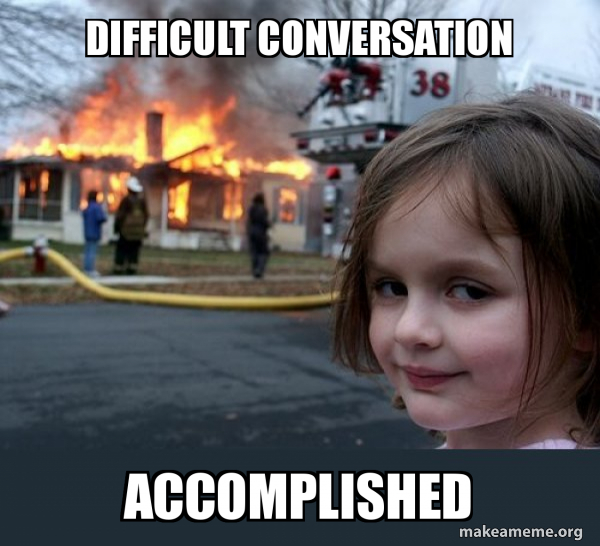 DIFFICULT CONVERSATION
38
ACCOMPLISHED
makeameme.org